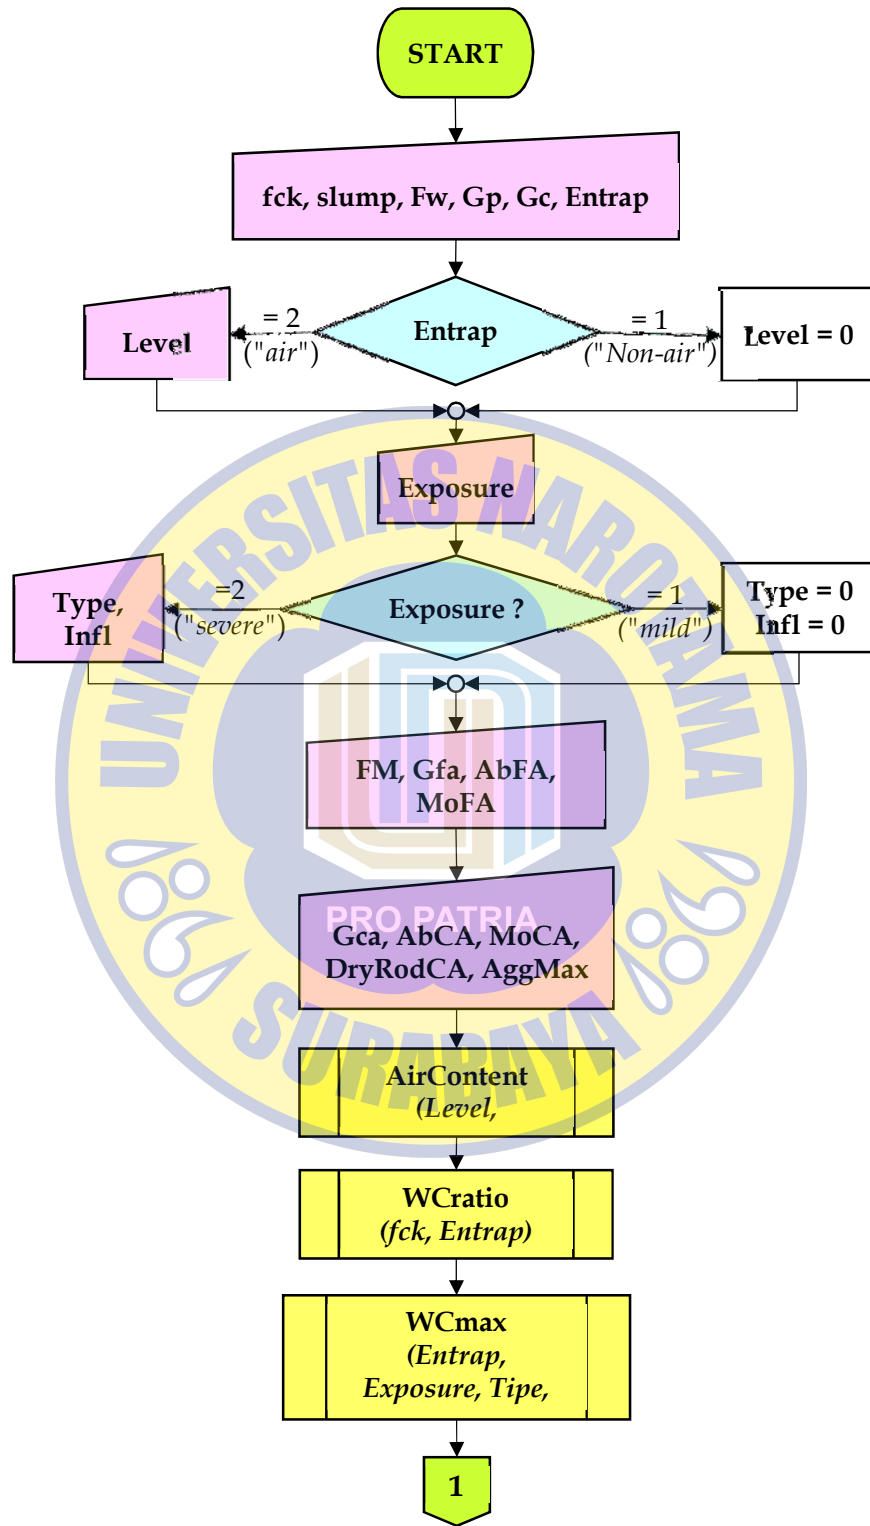 START
fck, slump, Fw, Gp, Gc, Entrap
Level
= 2
("air")
Entrap
= 1
("Non-air")
Level = 0
Exposure
Type,
Infl
=2
("severe")
Exposure ?
= 1
("mild")
Type = 0
Infl = 0
UNIVERSITAS NAROTAMA
FM, Gfa, AbFA,
MoFA
PRO PATRIA
Gca, AbCA, MoCA,
DryRodCA, AggMax
1981
SURABAYA
AirContent
(Level,
WCratio
(fck, Entrap)
WCmax
(Entrap,
Exposure, Tipe,
1